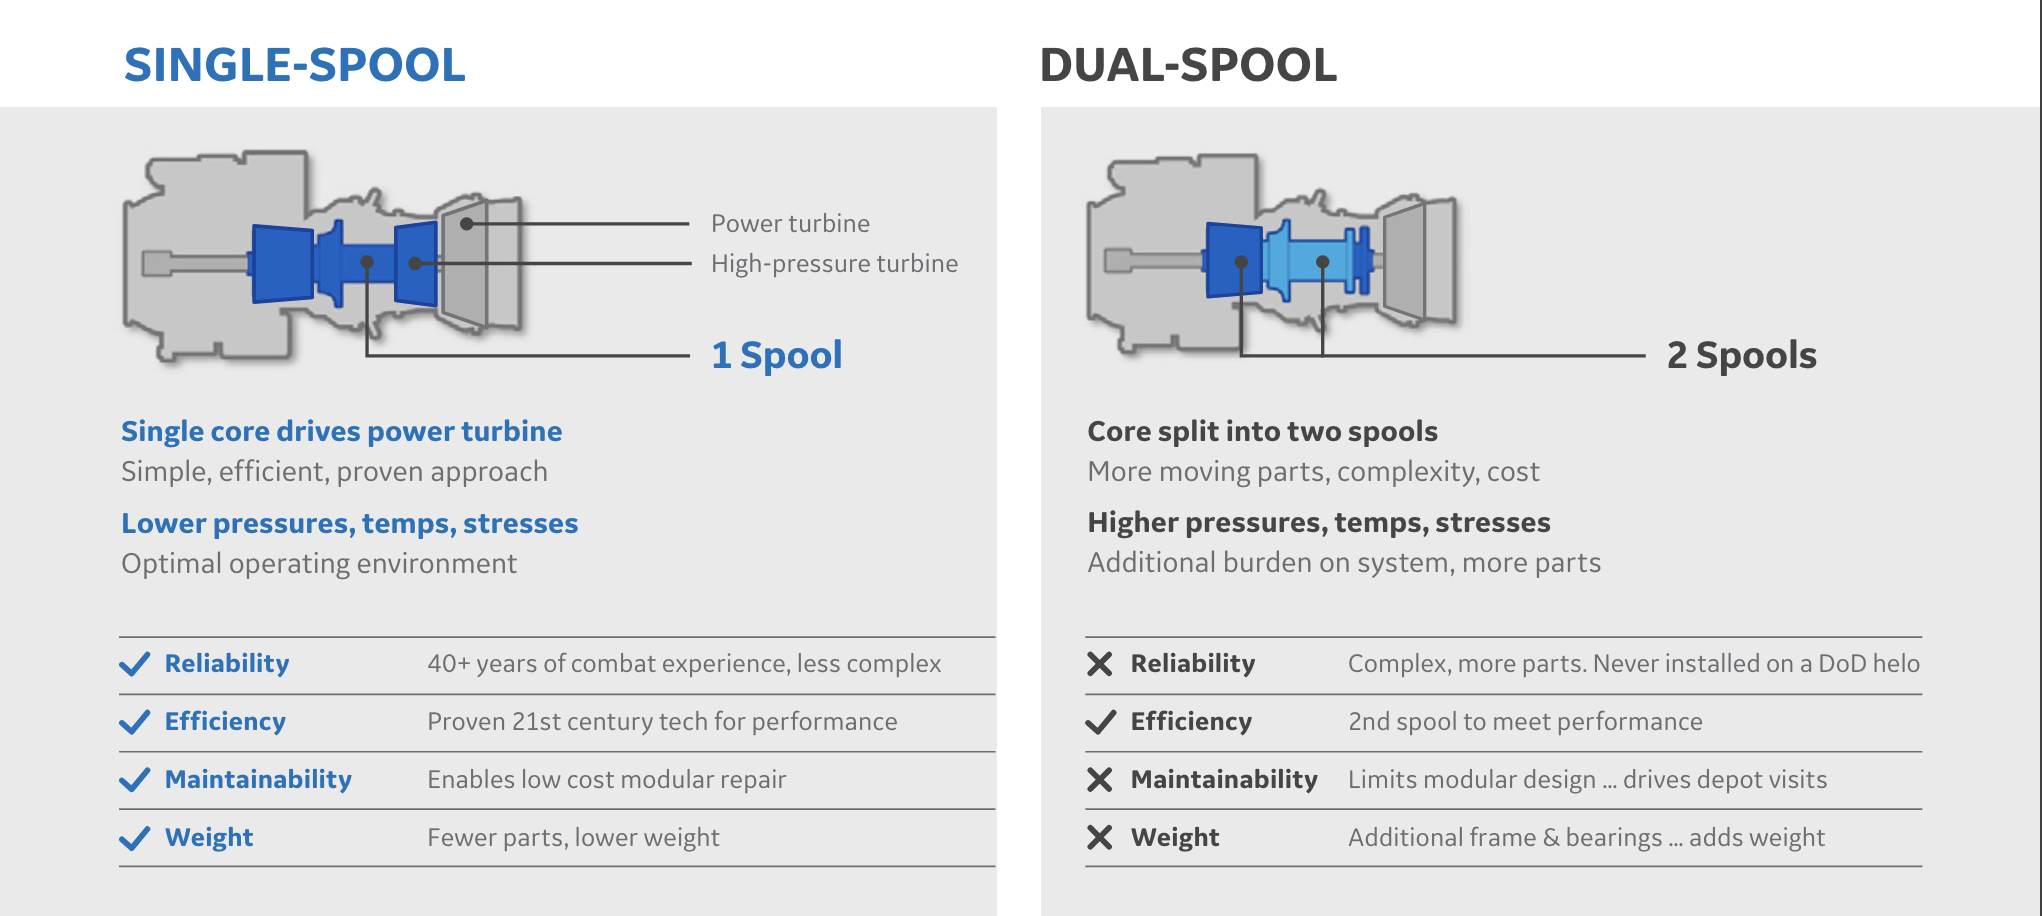 SINGLE-SPOOL
Power turbine
High-pressure turbine
1 Spool
Single core drives power turbine
Simple, efficient, proven approach
Lower pressures, temps, stresses
Optimal operating environment
Reliability 40+ years of combat experience, less complex
Efficiency Proven 21st century tech for performance
Maintainability Enables low cost modular repair
Weight Fewer parts, lower weight
DUAL-SPOOL
2 Spools
Core split into two spools
More moving parts, complexity, cost
Higher pressures, temps, stresses
Additional burden on system, more parts
Reliability Complex, more parts. Never installed on a DoD helo
Efficiency 2nd spool to meet performance
Maintainability Limits modular design ... drives depot visits
Weight Additional frame & bearings ... adds weight